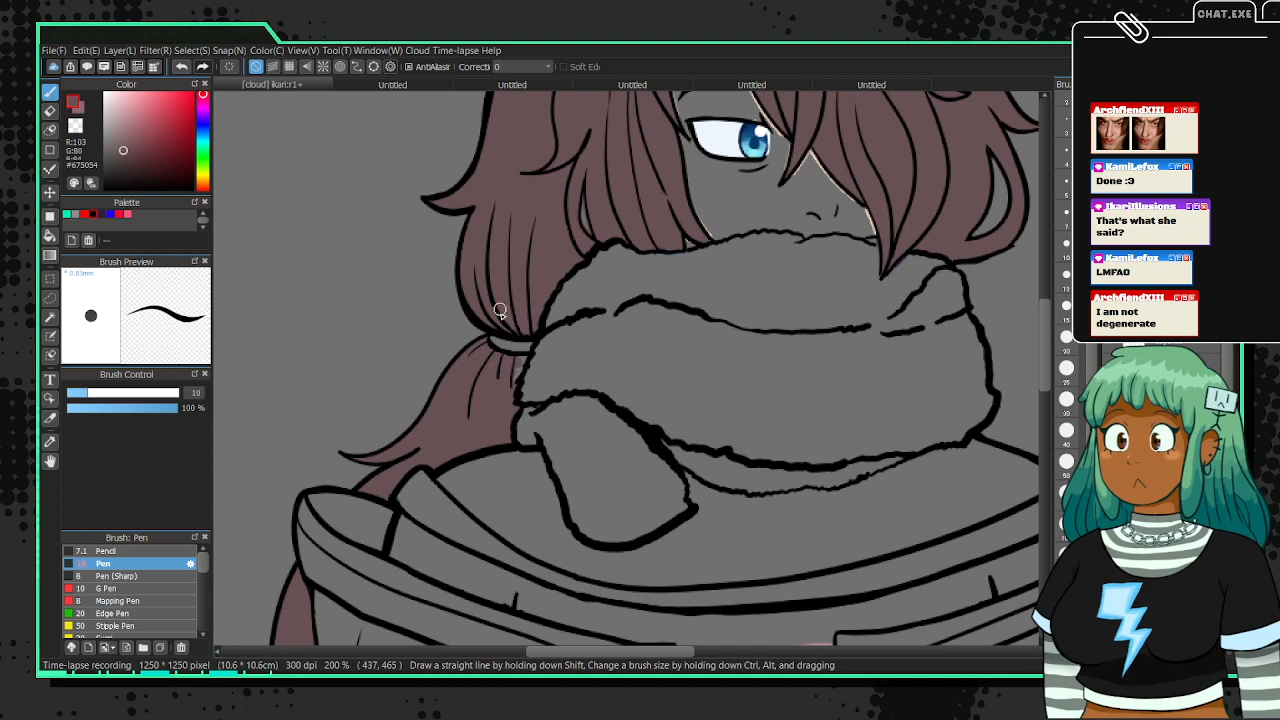 CHAT.EXE
File(F) Edit(E) Layer(L) Filter(R) Select(S) Snap(N) Color(C) View(V) Tool(T) Window(W) Cloud Time-lapse Help
AntiAlias Correcti 0 Soft Ed
[cloud] ikari:r1+ Untitled Untitled Untitled Untitled Untitled Bru
Color
R:103
G:80
B:84
#675054
Palette
--
Brush Preview
* 0.85mm
Brush Control
10
100 %
Brush: Pen
7.1 Pencil
10 Pen
8 Pen (Sharp)
10 G Pen
8 Mapping Pen
20 Edge Pen
50 Stipple Pen
Time-lapse recording 1250 * 1250 pixel (10.6 * 10.6cm) 300 dpi 200 % ( 437, 465 ) Draw a straight line by holding down Shift, Change a brush size by holding down Ctrl, Alt, and dragging
ArchfiendXIII
KamiLefox
Done :3
IkariIllusions
That's what she
said?
KamiLefox
LMFAO
ArchfiendXIII
I am not
degenerate